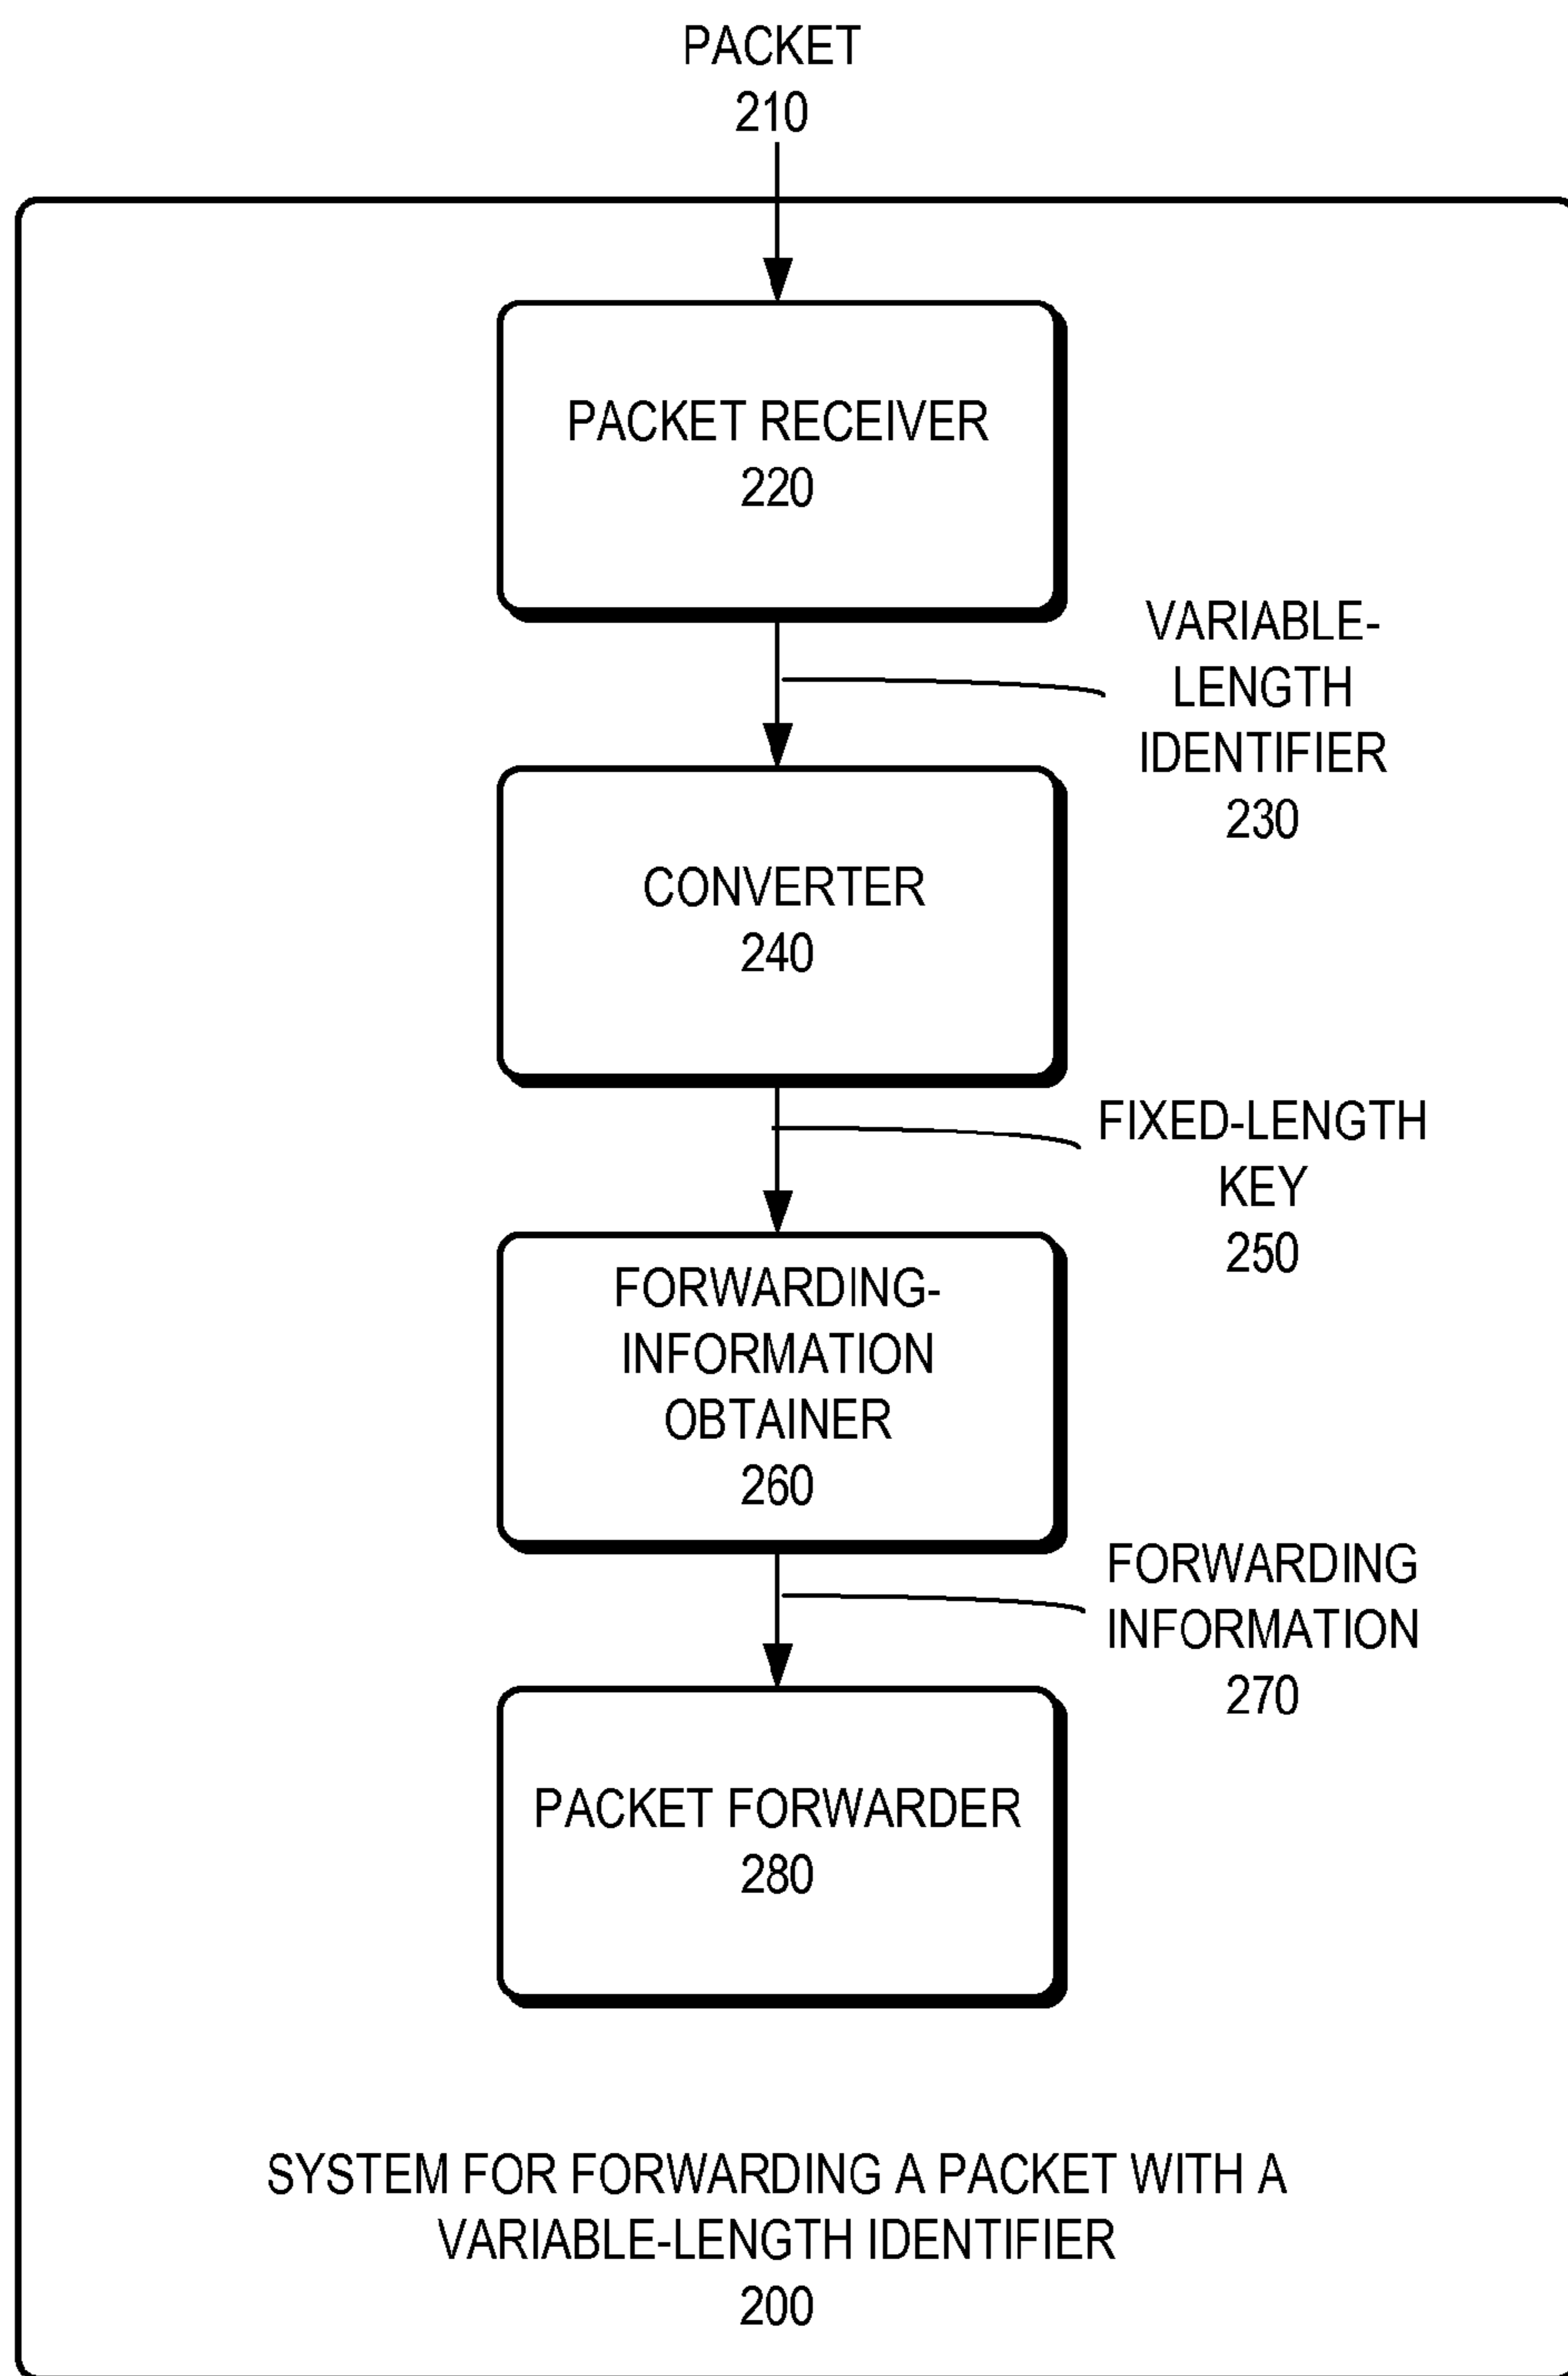 PACKET
210
PACKET RECEIVER
220
VARIABLE-
LENGTH
IDENTIFIER
230
CONVERTER
240
FIXED-LENGTH
KEY
250
FORWARDING-
INFORMATION
OBTAINER
260
FORWARDING
INFORMATION
270
PACKET FORWARDER
280
SYSTEM FOR FORWARDING A PACKET WITH A
VARIABLE-LENGTH IDENTIFIER
200